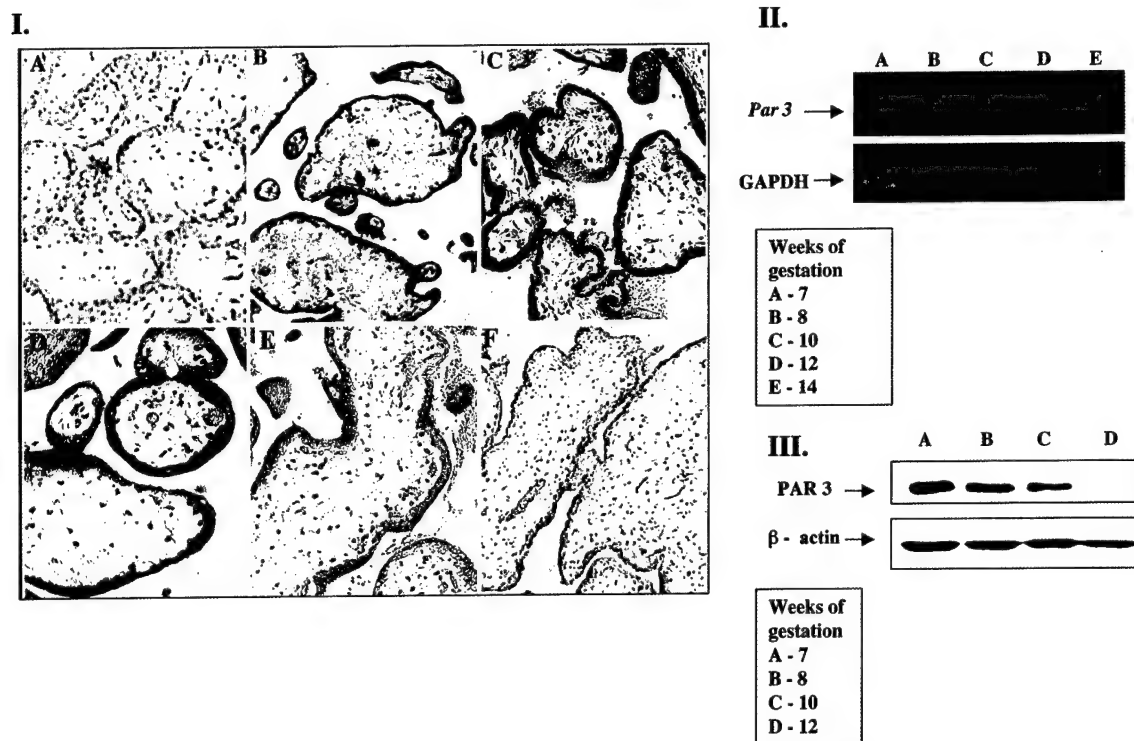 I.
A B C
D E F
II.
A B C D E
Par 3
GAPDH
Weeks of
gestation
A - 7
B - 8
C - 10
D - 12
E - 14
III.
A B C D
PAR 3
β - actin
Weeks of
gestation
A - 7
B - 8
C - 10
D - 12